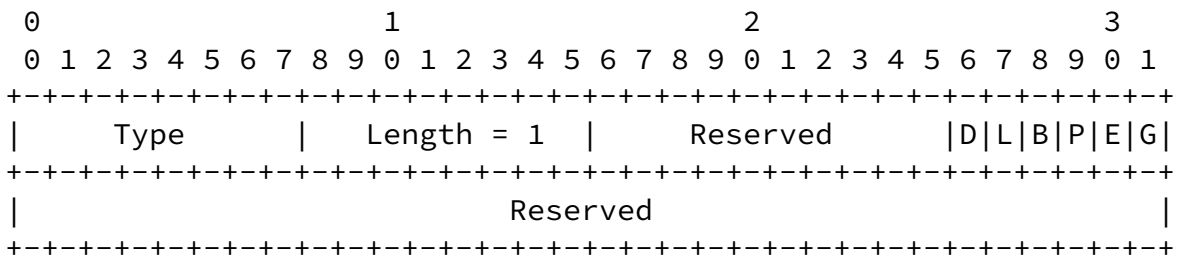 0                   1                   2                   3
 0 1 2 3 4 5 6 7 8 9 0 1 2 3 4 5 6 7 8 9 0 1 2 3 4 5 6 7 8 9 0 1
+-+-+-+-+-+-+-+-+-+-+-+-+-+-+-+-+-+-+-+-+-+-+-+-+-+-+-+-+-+-+-+-+
|     Type      |   Length = 1  |     Reserved      |D|L|B|P|E|G|
+-+-+-+-+-+-+-+-+-+-+-+-+-+-+-+-+-+-+-+-+-+-+-+-+-+-+-+-+-+-+-+-+
|                           Reserved                            |
+-+-+-+-+-+-+-+-+-+-+-+-+-+-+-+-+-+-+-+-+-+-+-+-+-+-+-+-+-+-+-+-+